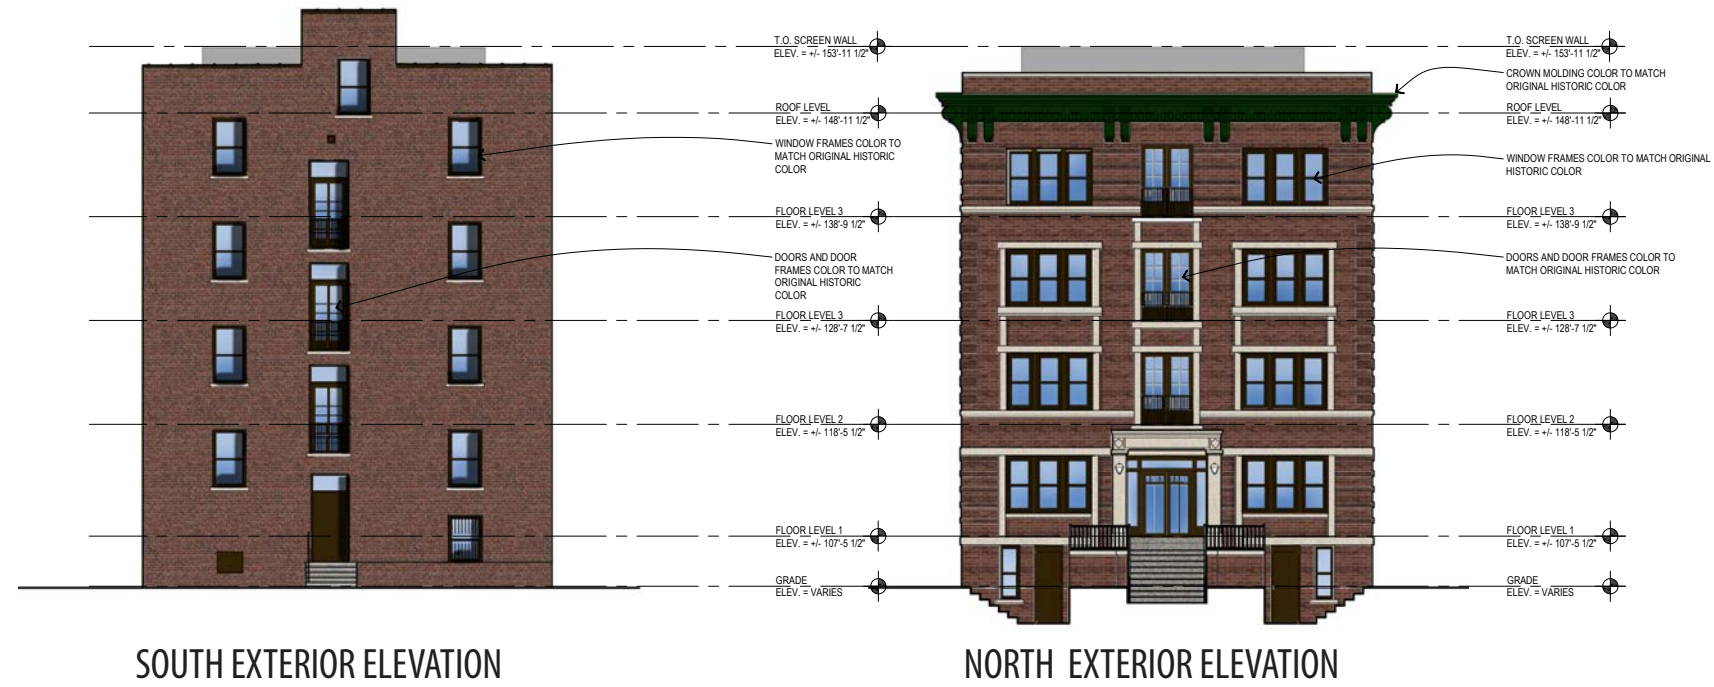 T.O. SCREEN WALL
ELEV. = +/- 153'-11 1/2"
ROOF LEVEL
ELEV. = +/- 148'-11 1/2"
WINDOW FRAMES COLOR TO
MATCH ORIGINAL HISTORIC
COLOR
FLOOR LEVEL 3
ELEV. = +/- 138'-9 1/2"
DOORS AND DOOR
FRAMES COLOR TO MATCH
ORIGINAL HISTORIC
COLOR
FLOOR LEVEL 3
ELEV. = +/- 128'-7 1/2"
FLOOR LEVEL 2
ELEV. = +/- 118'-5 1/2"
FLOOR LEVEL 1
ELEV. = +/- 107'-5 1/2"
GRADE
ELEV. = VARIES
SOUTH EXTERIOR ELEVATION
T.O. SCREEN WALL
ELEV. = +/- 153'-11 1/2"
CROWN MOLDING COLOR TO MATCH
ORIGINAL HISTORIC COLOR
ROOF LEVEL
ELEV. = +/- 148'-11 1/2"
WINDOW FRAMES COLOR TO MATCH ORIGINAL
HISTORIC COLOR
FLOOR LEVEL 3
ELEV. = +/- 138'-9 1/2"
DOORS AND DOOR FRAMES COLOR TO
MATCH ORIGINAL HISTORIC COLOR
FLOOR LEVEL 3
ELEV. = +/- 128'-7 1/2"
FLOOR LEVEL 2
ELEV. = +/- 118'-5 1/2"
FLOOR LEVEL 1
ELEV. = +/- 107'-5 1/2"
GRADE
ELEV. = VARIES
NORTH EXTERIOR ELEVATION